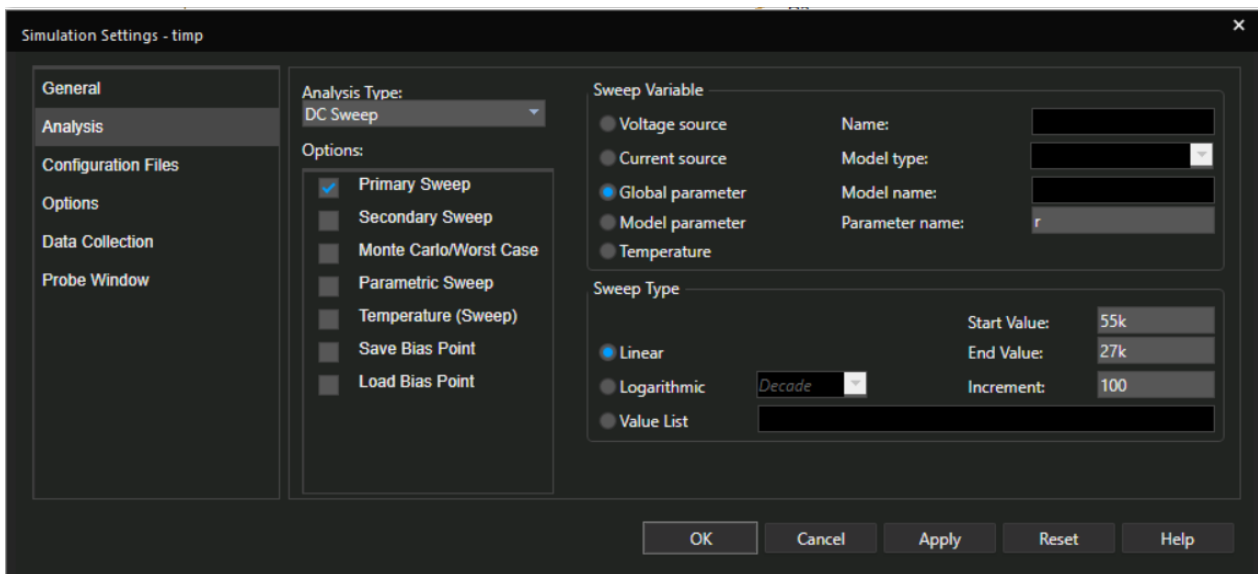 Simulation Settings - timp
×
General
Analysis
Configuration Files
Options
Data Collection
Probe Window
Analysis Type:
DC Sweep
Options:
Primary Sweep
Secondary Sweep
Monte Carlo/Worst Case
Parametric Sweep
Temperature (Sweep)
Save Bias Point
Load Bias Point
Sweep Variable
Voltage source
Name:
Current source
Model type:
Global parameter
Model name:
Model parameter
Parameter name:
r
Temperature
Sweep Type
Start Value:
55k
Linear
End Value:
27k
Logarithmic
Decade
Increment:
100
Value List
OK
Cancel
Apply
Reset
Help